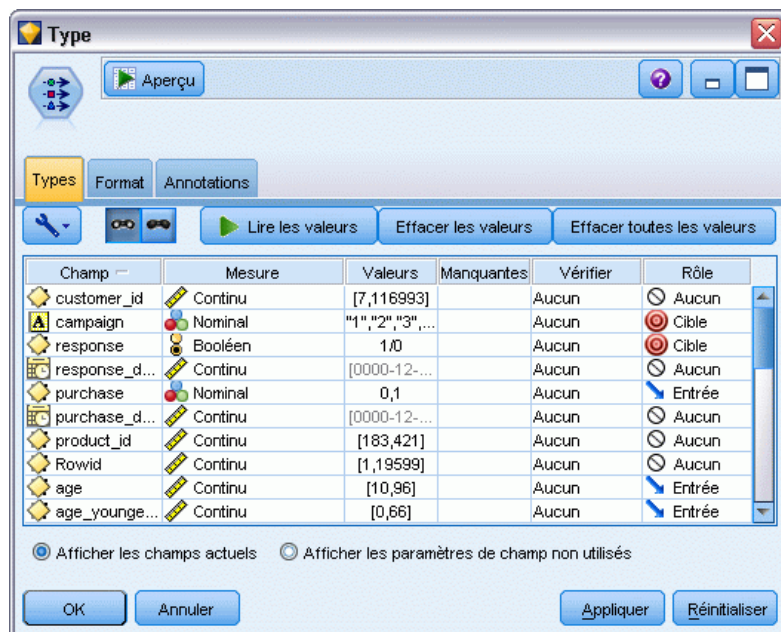 Type
Aperçu
Types Format Annotations
Lire les valeurs Effacer les valeurs Effacer toutes les valeurs
Champ Mesure Valeurs Manquantes Vérifier Rôle
customer_id Continu [7,116993] Aucun Aucun
A campaign Nominal "1","2","3",... Aucun Cible
response Booléen 1/0 Aucun Cible
response_d... Continu [0000-12-... Aucun Aucun
purchase Nominal 0,1 Aucun Entrée
purchase_d... Continu [0000-12-... Aucun Aucun
product_id Continu [183,421] Aucun Aucun
Rowid Continu [1,19599] Aucun Aucun
age Continu [10,96] Aucun Entrée
age_younge... Continu [0,66] Aucun Entrée
Afficher les champs actuels Afficher les paramètres de champ non utilisés
OK Annuler Appliquer Réinitialiser